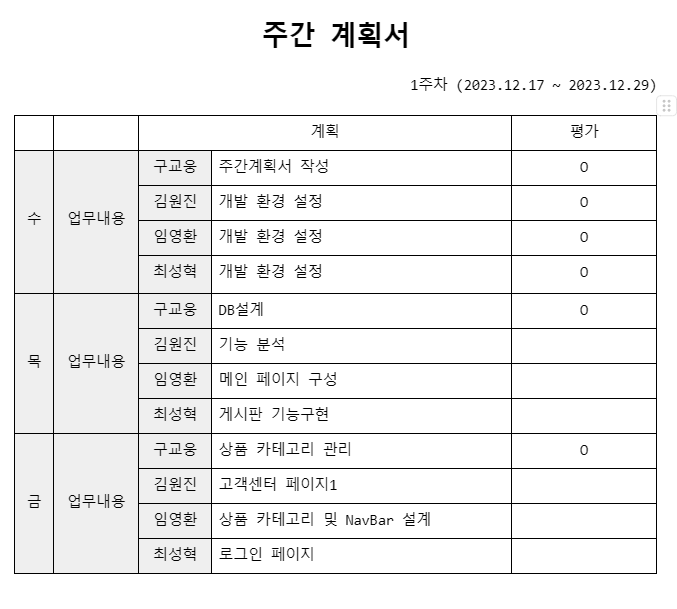 주간 계획서
1주차 (2023.12.17 ~ 2023.12.29)
계획 평가
수 업무내용 구교웅 주간계획서 작성 O
김원진 개발 환경 설정 O
임영환 개발 환경 설정 O
최성혁 개발 환경 설정 O
목 업무내용 구교웅 DB설계 O
김원진 기능 분석
임영환 메인 페이지 구성
최성혁 게시판 기능구현
금 업무내용 구교웅 상품 카테고리 관리 O
김원진 고객센터 페이지1
임영환 상품 카테고리 및 NavBar 설계
최성혁 로그인 페이지